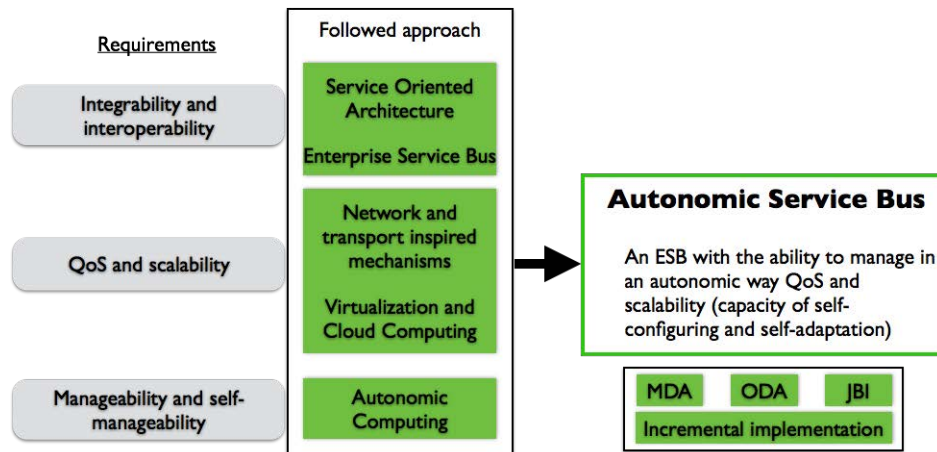 Requirements
Integrability and
interoperability
QoS and scalability
Manageability and self-
manageability
Followed approach
Service Oriented
Architecture
Enterprise Service Bus
Network and
transport inspired
mechanisms
Virtualization and
Cloud Computing
Autonomic
Computing
Autonomic Service Bus
An ESB with the ability to manage in
an autonomic way QoS and
scalability (capacity of self-
configuring and self-adaptation)
MDA
ODA
JBI
Incremental implementation